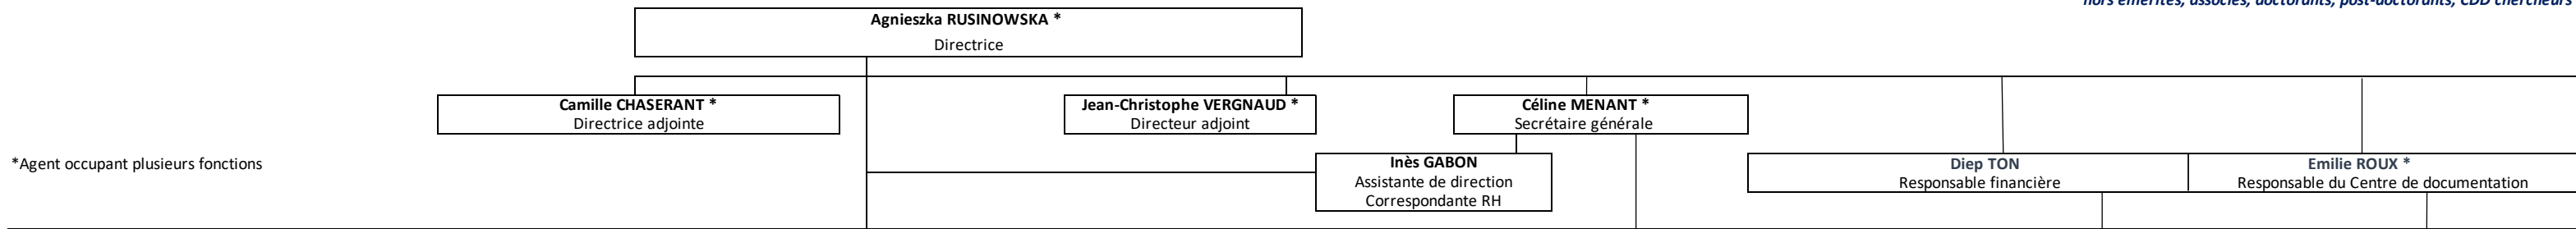 hors émérites, associés, doctorants, post-doctorants, CDD chercheurs
Agnieszka RUSINOWSKA *
Directrice
Camille CHASERANT *
Directrice adjointe
Jean-Christophe VERGNAUD *
Directeur adjoint
Céline MENANT *
Secrétaire générale
*Agent occupant plusieurs fonctions
Inès GABON
Assistante de direction
Correspondante RH
Diep TON
Responsable financière
Emilie ROUX *
Responsable du Centre de documentation